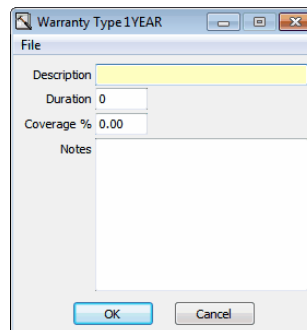 Warranty Type 1YEAR
File
Description
Duration 0
Coverage % 0.00
Notes
OK Cancel